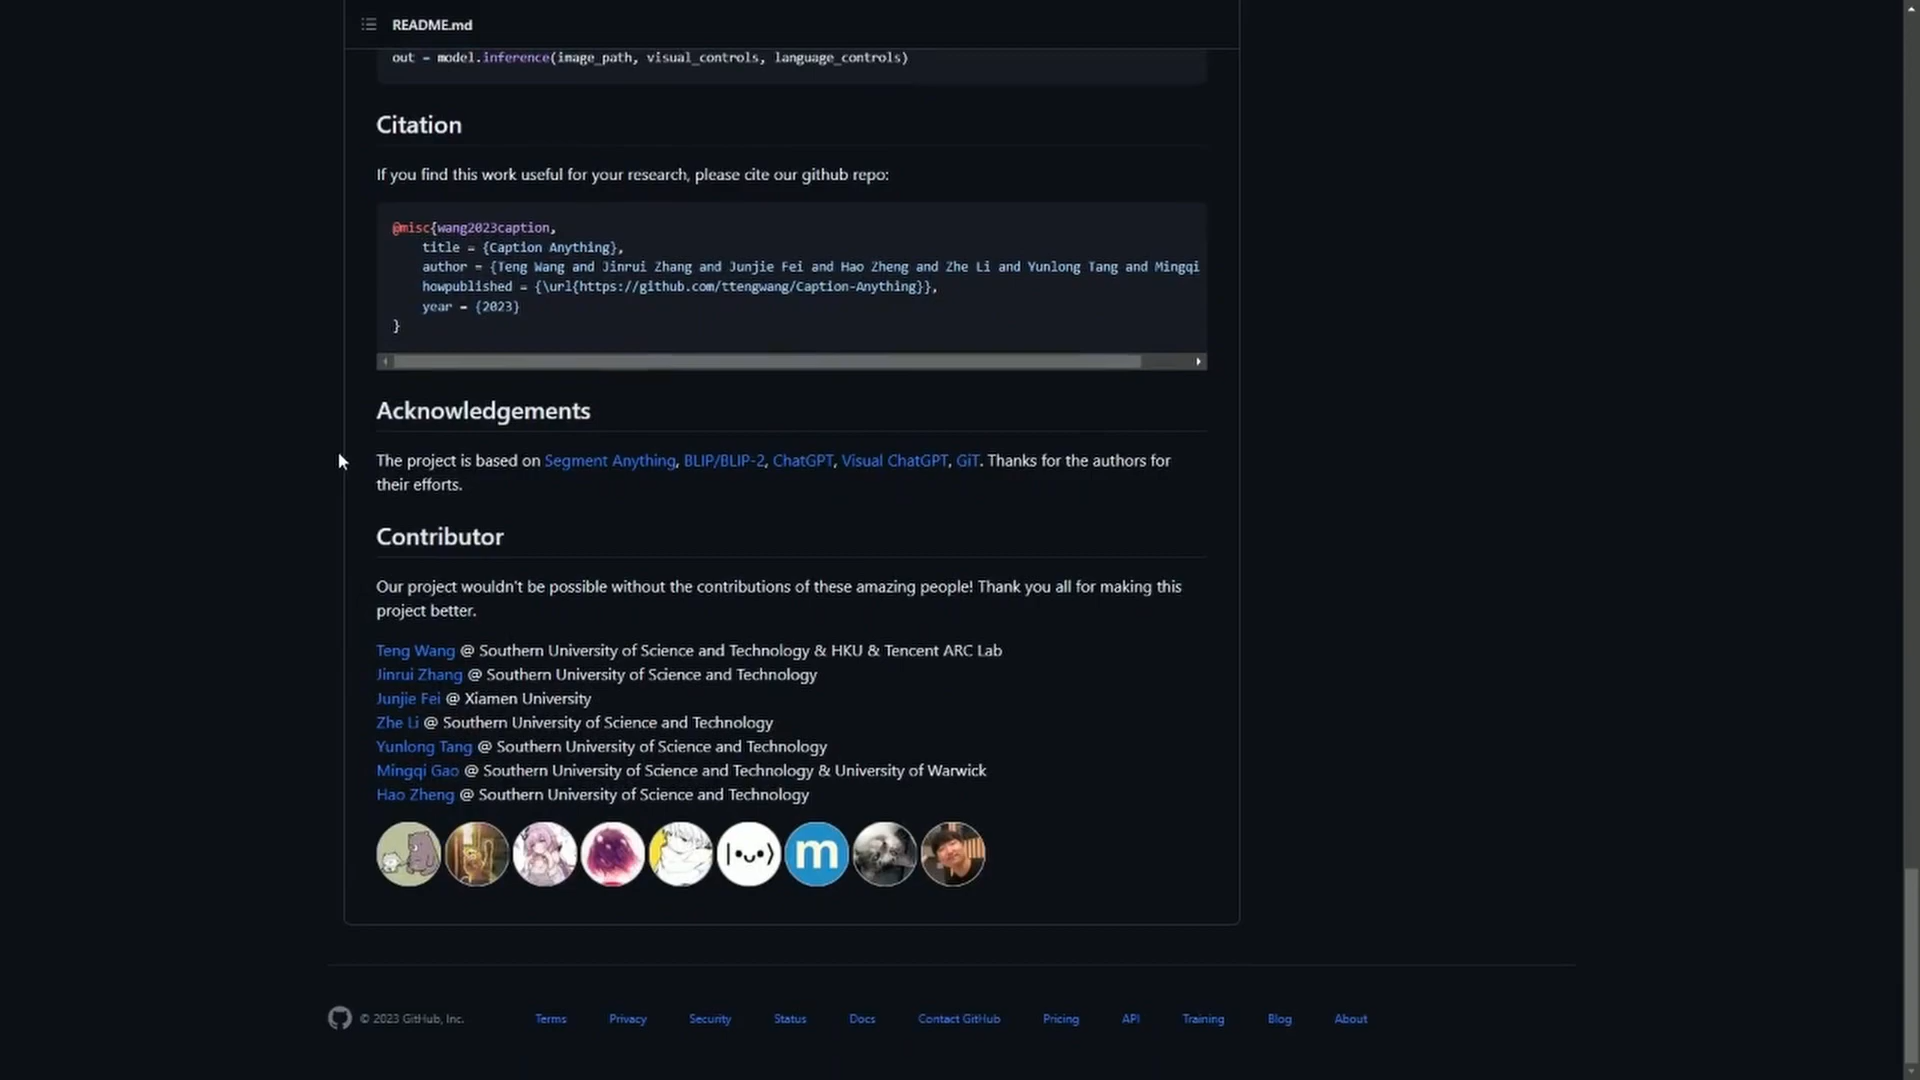 README.md
out = model.inference(image_path, visual_controls, language_controls)
Citation
If you find this work useful for your research, please cite our github repo:
@misc{wang2023caption,
title = {Caption Anything},
author = {Teng Wang and Jinrui Zhang and Junjie Fei and Hao Zheng and Zhe Li and Yunlong Tang and Mingqi
howpublished = {\url{https://github.com/ttengwang/Caption-Anything}},
year = {2023}
}
Acknowledgements
The project is based on Segment Anything, BLIP/BLIP-2, ChatGPT, Visual ChatGPT, GiT. Thanks for the authors for
their efforts.
Contributor
Our project wouldn't be possible without the contributions of these amazing people! Thank you all for making this
project better.
Teng Wang @ Southern University of Science and Technology & HKU & Tencent ARC Lab
Jinrui Zhang @ Southern University of Science and Technology
Junjie Fei @ Xiamen University
Zhe Li @ Southern University of Science and Technology
Yunlong Tang @ Southern University of Science and Technology
Mingqi Gao @ Southern University of Science and Technology & University of Warwick
Hao Zheng @ Southern University of Science and Technology
m
© 2023 GitHub, Inc. Terms Privacy Security Status Docs Contact GitHub Pricing API Training Blog About